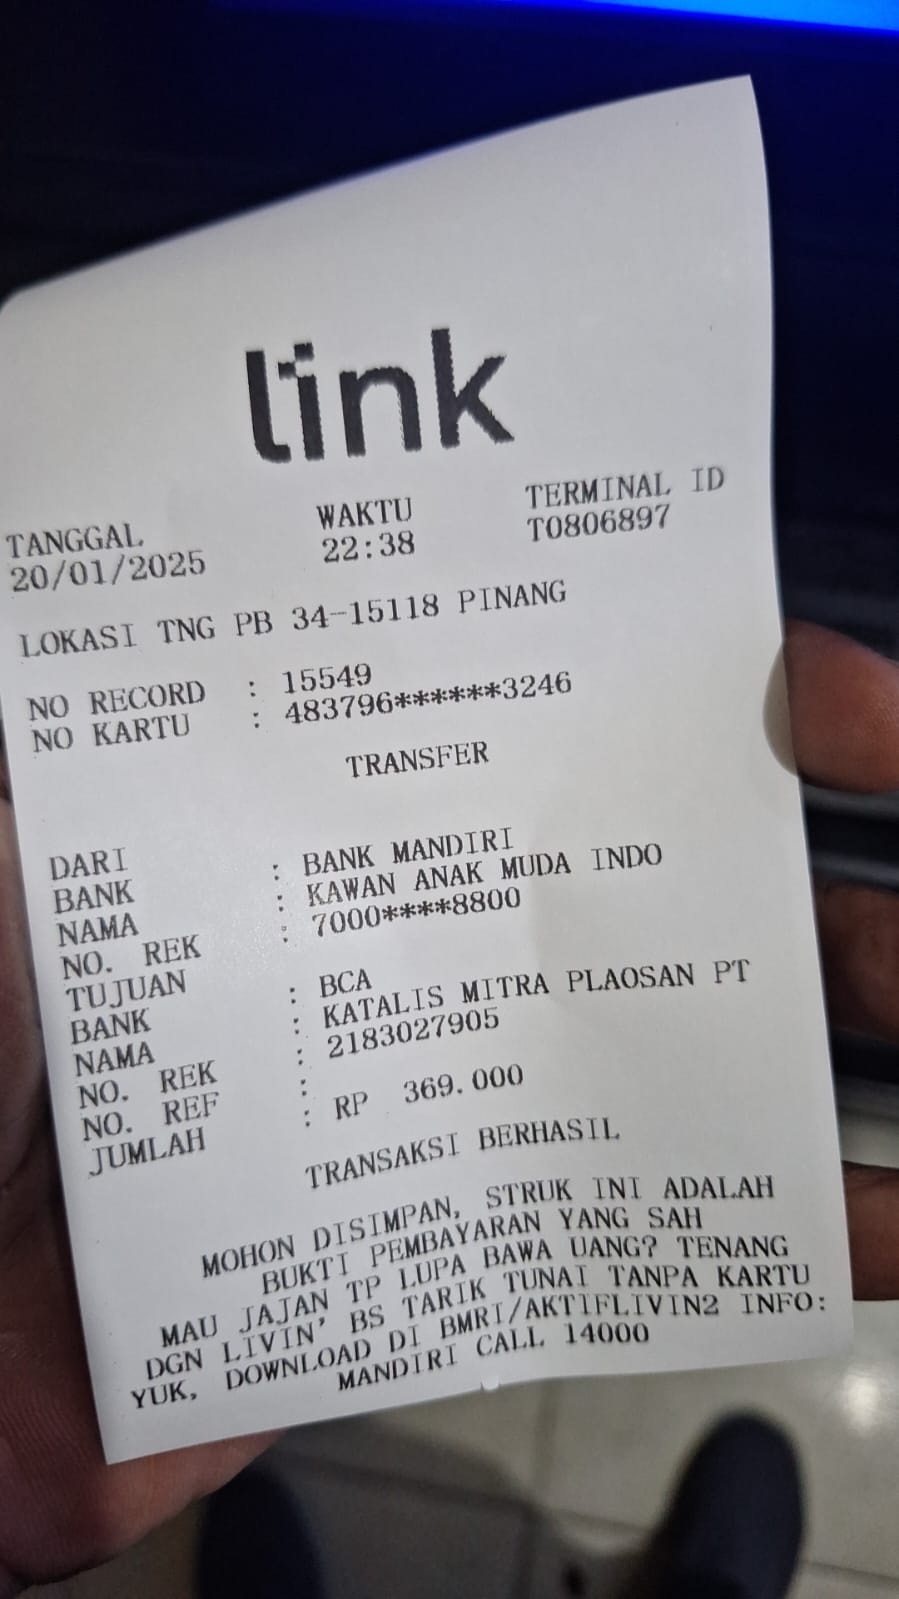 link
TANGGAL WAKTU TERMINAL ID
20/01/2025 22:38 T0806897
LOKASI TNG PB 34-15118 PINANG
NO RECORD : 15549
NO KARTU : 483796******3246
TRANSFER
DARI
BANK : BANK MANDIRI
NAMA : KAWAN ANAK MUDA INDO
NO. REK : 7000****8800
TUJUAN
BANK : BCA
NAMA : KATALIS MITRA PLAOSAN PT
NO. REK : 2183027905
NO. REF :
JUMLAH : RP 369.000
TRANSAKSI BERHASIL
MOHON DISIMPAN, STRUK INI ADALAH
BUKTI PEMBAYARAN YANG SAH
MAU JAJAN TP LUPA BAWA UANG? TENANG
DGN LIVIN' BS TARIK TUNAI TANPA KARTU
YUK, DOWNLOAD DI BMRI/AKTIFLIVIN2 INFO:
MANDIRI CALL 14000